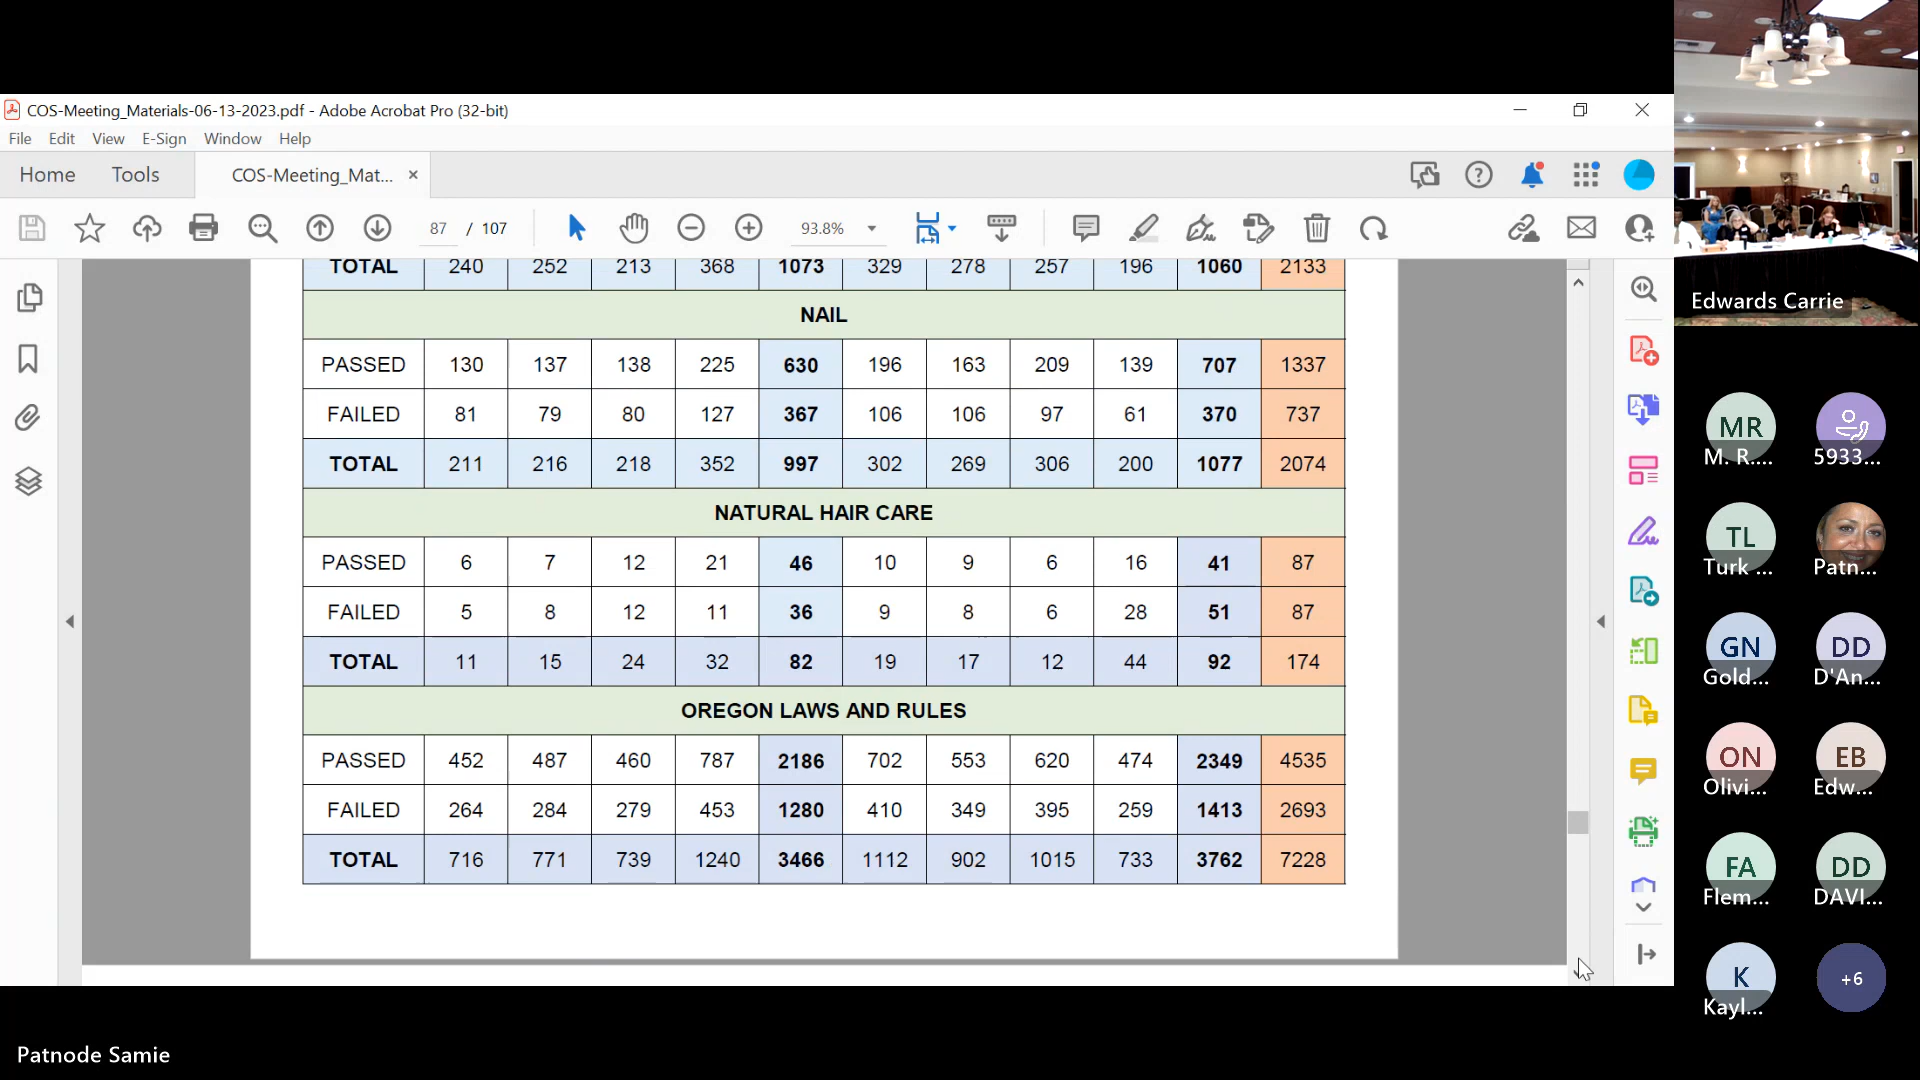 COS-Meeting_Materials-06-13-2023.pdf - Adobe Acrobat Pro (32-bit)
File Edit View E-Sign Window Help
Home Tools COS-Meeting_Mat... ×
87 / 107 93.8%
TOTAL 240 252 213 368 1073 329 278 257 196 1060 2133
NAIL
PASSED 130 137 138 225 630 196 163 209 139 707 1337
FAILED 81 79 80 127 367 106 106 97 61 370 737
TOTAL 211 216 218 352 997 302 269 306 200 1077 2074
NATURAL HAIR CARE
PASSED 6 7 12 21 46 10 9 6 16 41 87
FAILED 5 8 12 11 36 9 8 6 28 51 87
TOTAL 11 15 24 32 82 19 17 12 44 92 174
OREGON LAWS AND RULES
PASSED 452 487 460 787 2186 702 553 620 474 2349 4535
FAILED 264 284 279 453 1280 410 349 395 259 1413 2693
TOTAL 716 771 739 1240 3466 1112 902 1015 733 3762 7228
Edwards Carrie
MR
M. R.... 5933...
TL
Turk ... Patn...
GN DD
Gold... D'An...
ON EB
Olivi... Edw...
FA DD
Flem... DAVI...
K +6
Kayl...
Patnode Samie